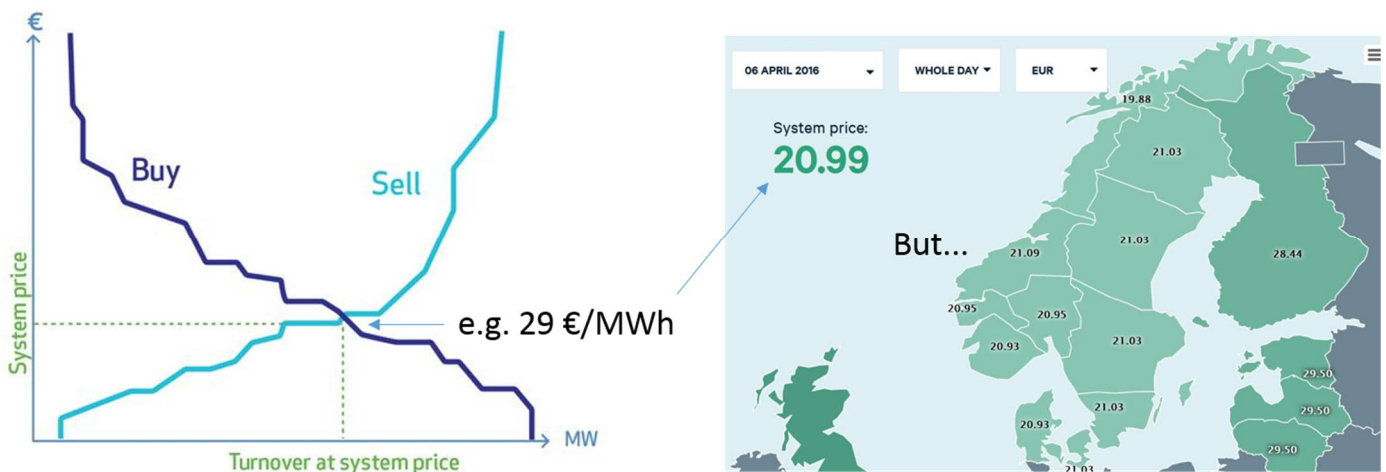 €
Buy
Sell
System price
e.g. 29 €/MWh
MW
Turnover at system price
06 APRIL 2016
WHOLE DAY
EUR
System price:
20.99
But...
19.88
21.03
21.03
21.09
28.44
20.95
20.95
20.93
21.03
29.50
21.03
29.50
20.93
29.50
21.03